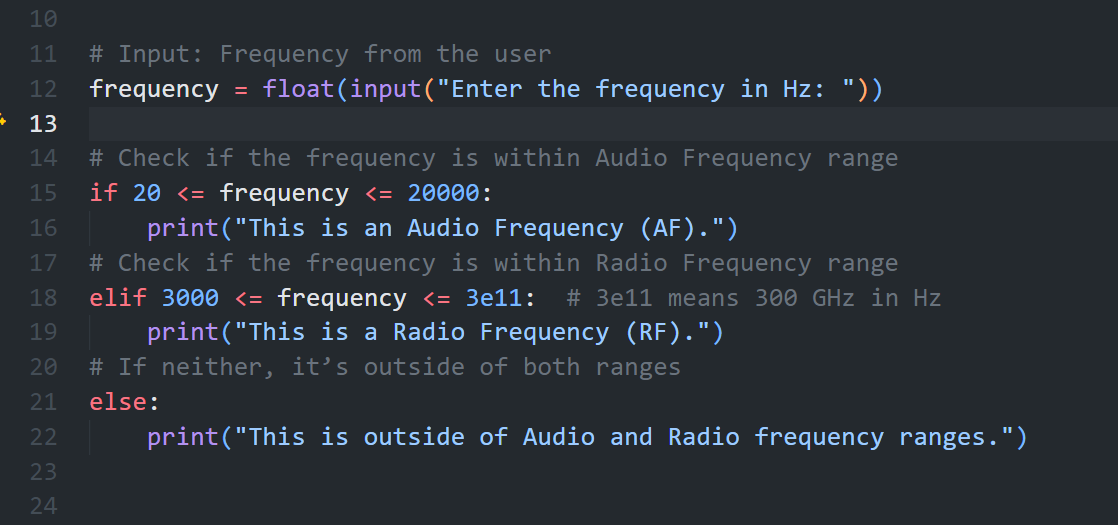 10
11 # Input: Frequency from the user
12 frequency = float(input("Enter the frequency in Hz: "))
13
14 # Check if the frequency is within Audio Frequency range
15 if 20 <= frequency <= 20000:
16     print("This is an Audio Frequency (AF).")
17 # Check if the frequency is within Radio Frequency range
18 elif 3000 <= frequency <= 3e11:  # 3e11 means 300 GHz in Hz
19     print("This is a Radio Frequency (RF).")
20 # If neither, it’s outside of both ranges
21 else:
22     print("This is outside of Audio and Radio frequency ranges.")
23
24